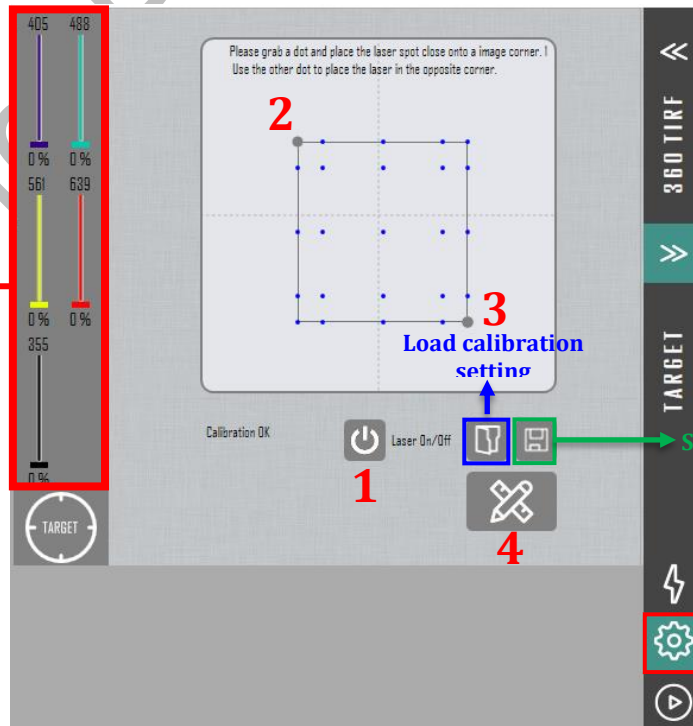 405 488
0 % 0 %
561 639
0 % 0 %
355
0 %
TARGET
Please grab a dot and place the laser spot close onto a image corner. !
Use the other dot to place the laser in the opposite corner.
2
3
Load calibration
setting
Calibration OK
Laser On/Off
1
4
S
360 TIRF
TARGET